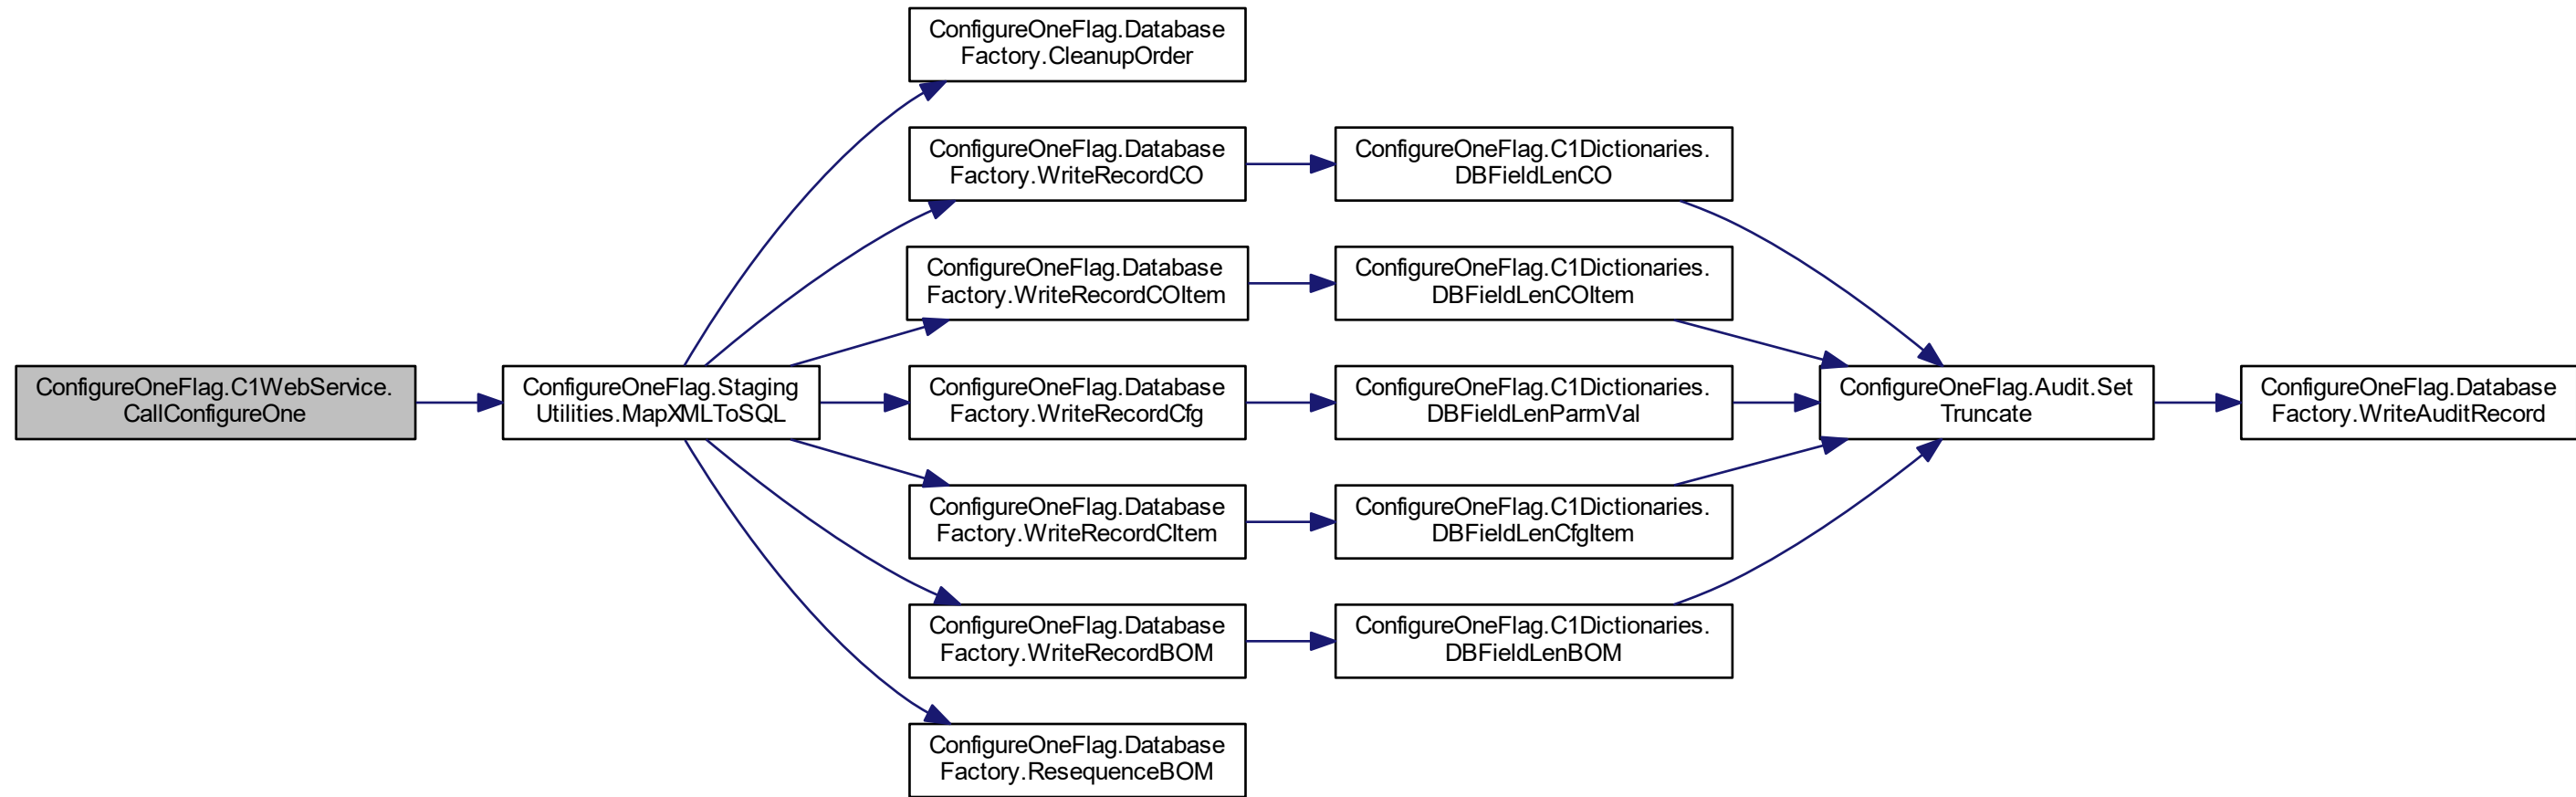 ConfigureOneFlag.C1WebService.
CallConfigureOne
ConfigureOneFlag.Staging
Utilities.MapXMLToSQL
ConfigureOneFlag.Database
Factory.CleanupOrder
ConfigureOneFlag.Database
Factory.WriteRecordCO
ConfigureOneFlag.Database
Factory.WriteRecordCOItem
ConfigureOneFlag.Database
Factory.WriteRecordCfg
ConfigureOneFlag.Database
Factory.WriteRecordCItem
ConfigureOneFlag.Database
Factory.WriteRecordBOM
ConfigureOneFlag.Database
Factory.ResequenceBOM
ConfigureOneFlag.C1Dictionaries.
DBFieldLenCO
ConfigureOneFlag.C1Dictionaries.
DBFieldLenCOItem
ConfigureOneFlag.C1Dictionaries.
DBFieldLenParmVal
ConfigureOneFlag.C1Dictionaries.
DBFieldLenCfgItem
ConfigureOneFlag.C1Dictionaries.
DBFieldLenBOM
ConfigureOneFlag.Audit.Set
Truncate
ConfigureOneFlag.Database
Factory.WriteAuditRecord